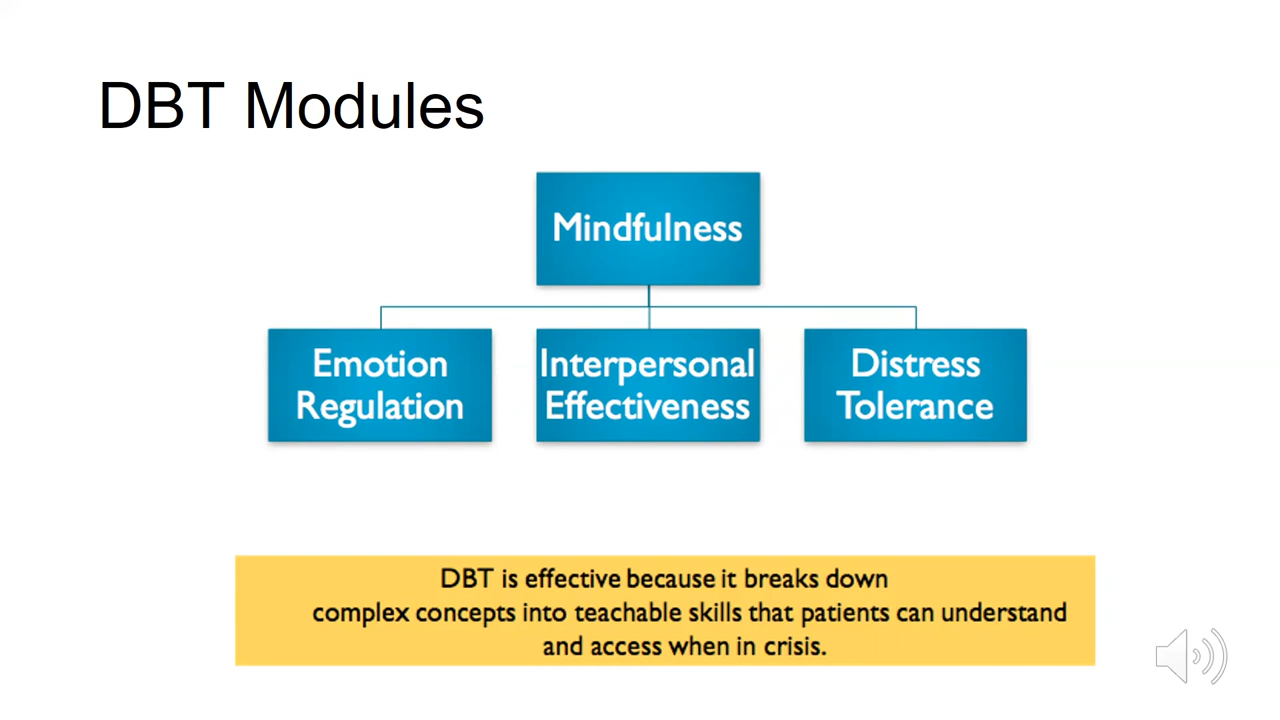 DBT Modules
Mindfulness
Emotion
Regulation
Interpersonal
Effectiveness
Distress
Tolerance
DBT is effective because it breaks down
complex concepts into teachable skills that patients can understand
and access when in crisis.